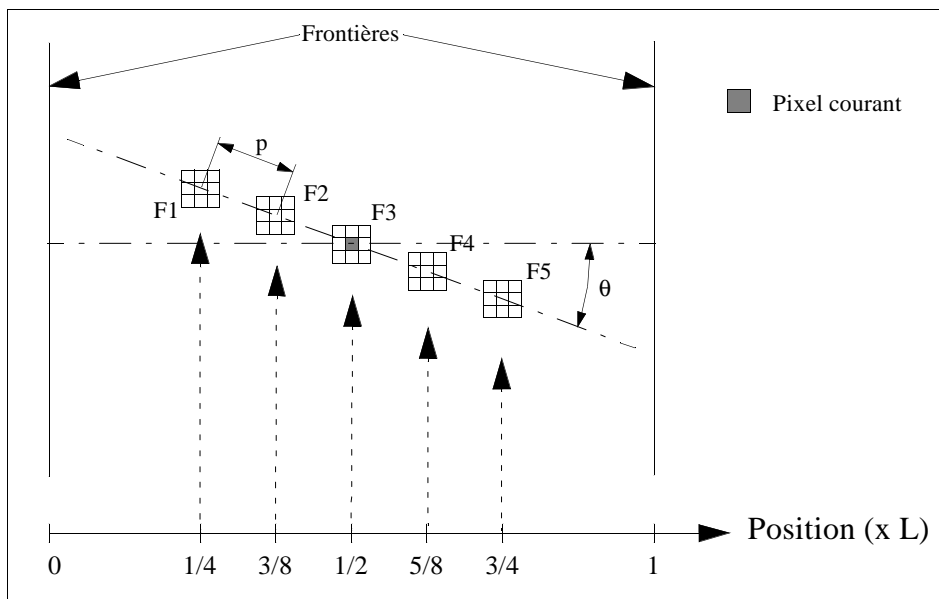 Frontières
Pixel courant
p
F1
F2
F3
F4
F5
θ
Position (x L)
0
1/4
3/8
1/2
5/8
3/4
1